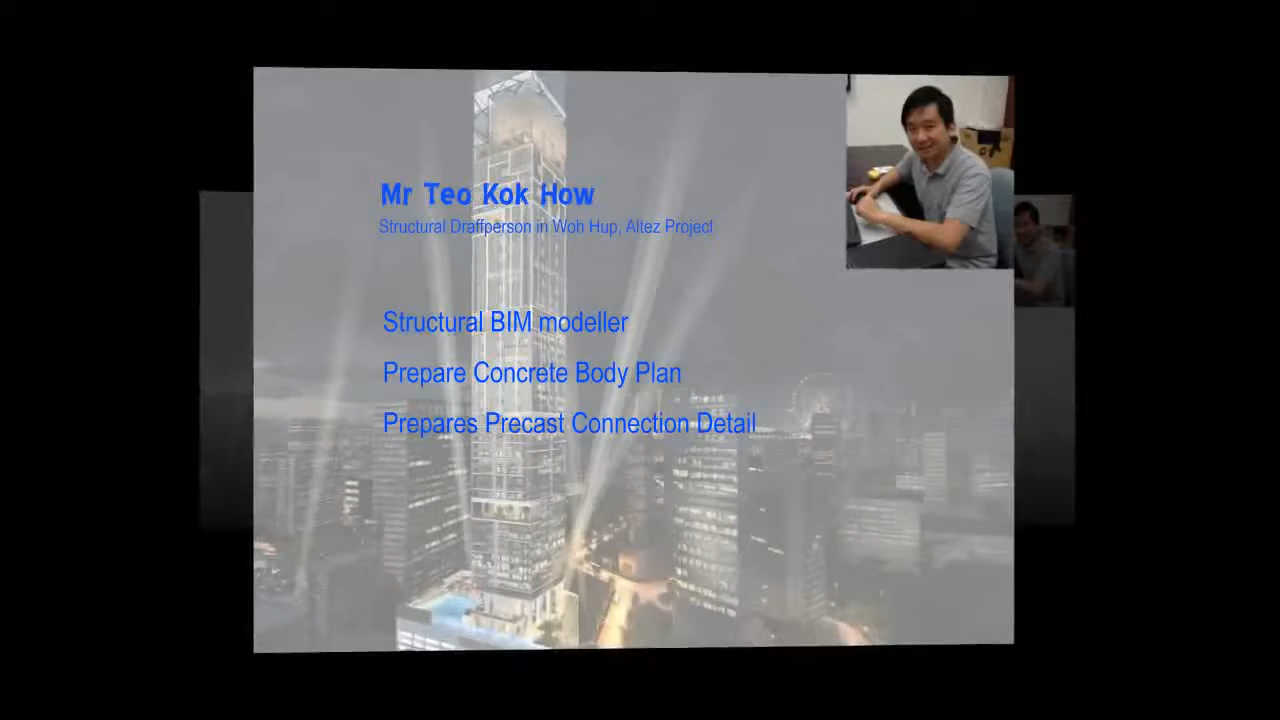 Mr Teo Kok How
Structural Draffperson in Woh Hup, Altez Project
Structural BIM modeller
Prepare Concrete Body Plan
Prepares Precast Connection Detail